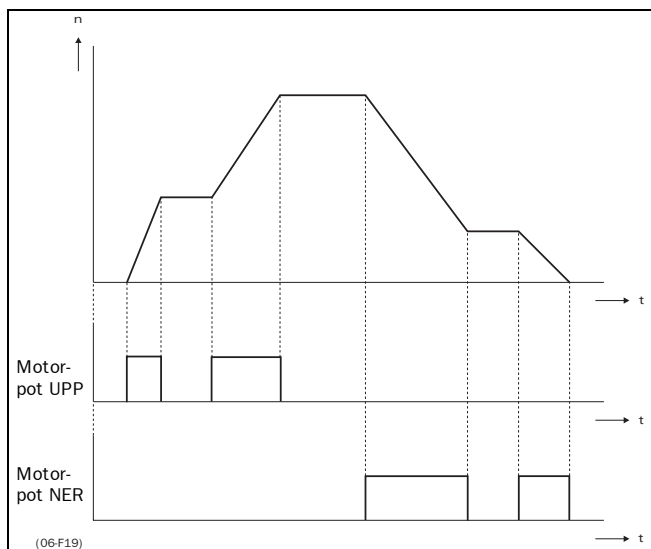 n
t
Motor-
pot UPP
t
Motor-
pot NER
t
(06-F19)